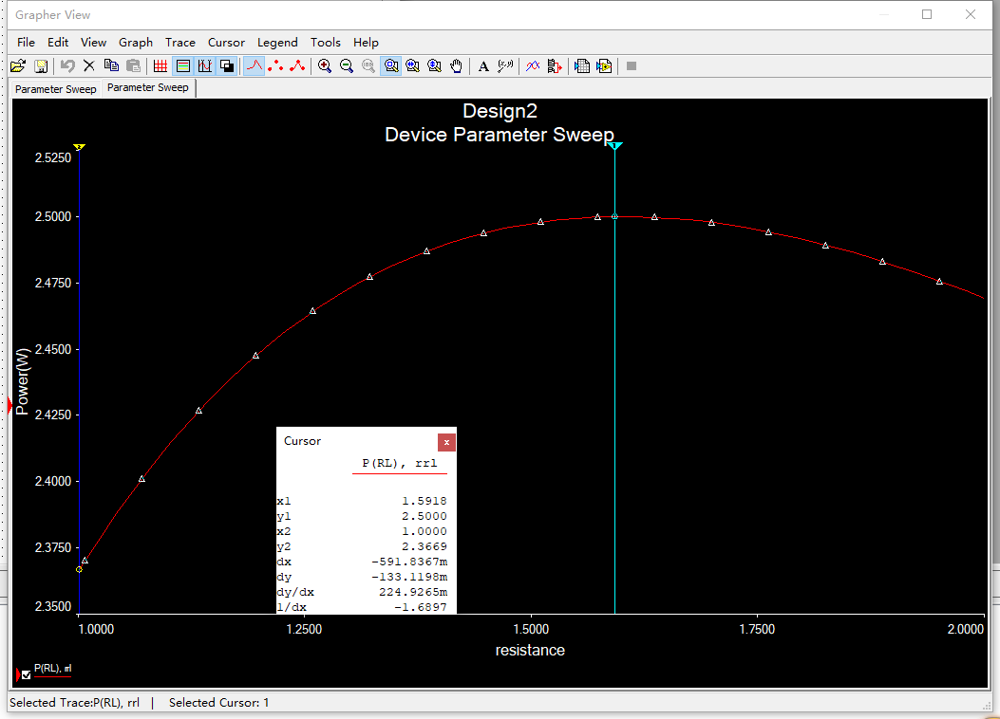 Grapher View
File Edit View Graph Trace Cursor Legend Tools Help
Parameter Sweep Parameter Sweep
Design2
Device Parameter Sweep
2.5250
2.5000
2.4750
2.4500
2.4250
2.4000
2.3750
2.3500
Power(W)
Cursor
x
P(RL), rrl
x1 1.5918
y1 2.5000
x2 1.0000
y2 2.3669
dx -591.8367m
dy -133.1198m
dy/dx 224.9265m
1/dx -1.6897
1.0000 1.2500 1.5000 1.7500 2.0000
resistance
P(RL), rrl
Selected Trace:P(RL), rrl | Selected Cursor: 1